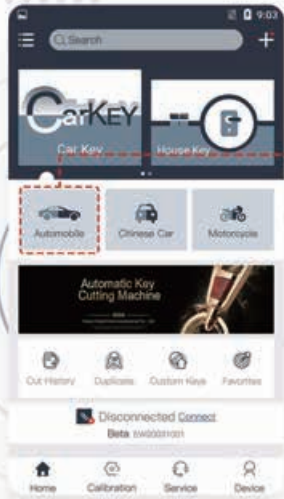 9:03
Search
CarKEY
Car Key
House Key
Automobile
Chinese Car
Motorcycle
Automatic Key
Cutting Machine
Cut History
Duplicate
Custom Keys
Favorites
Disconnected Connect
Beta
Home
Calibration
Service
Device